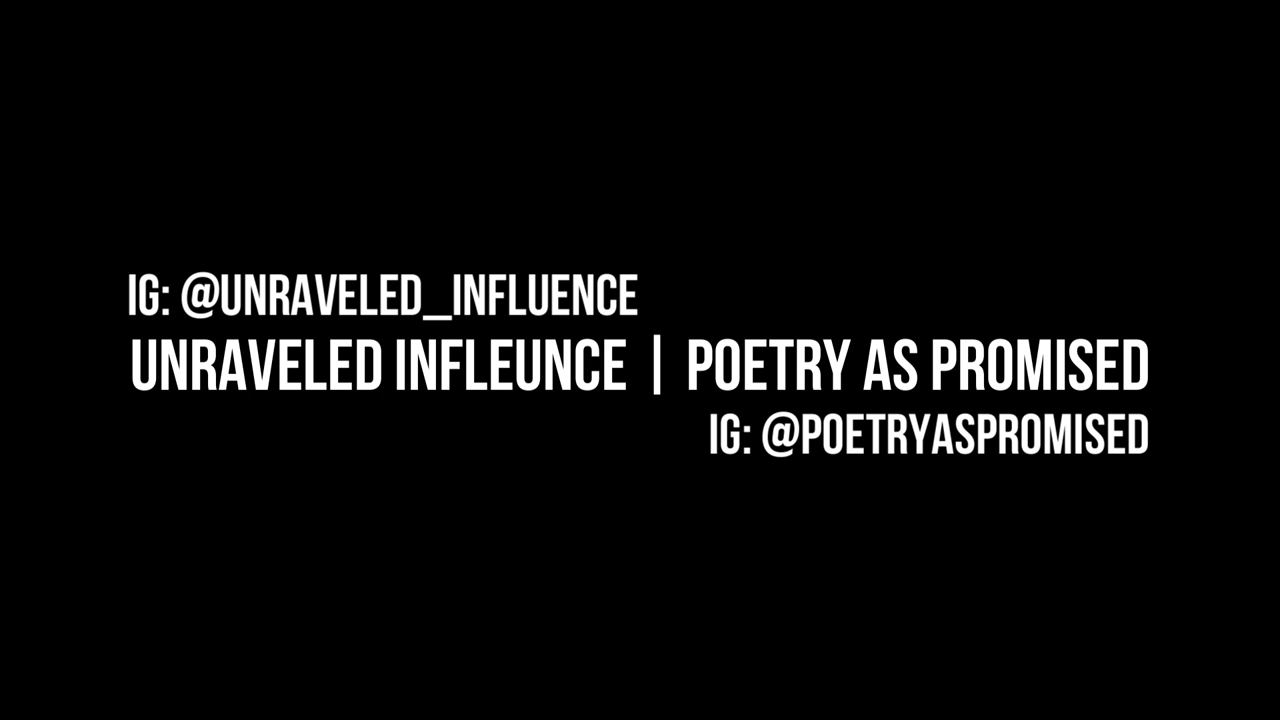 IG: @UNRAVELED_INFLUENCE
UNRAVELED INFLEUNCE | POETRY AS PROMISED
IG: @POETRYASPROMISED